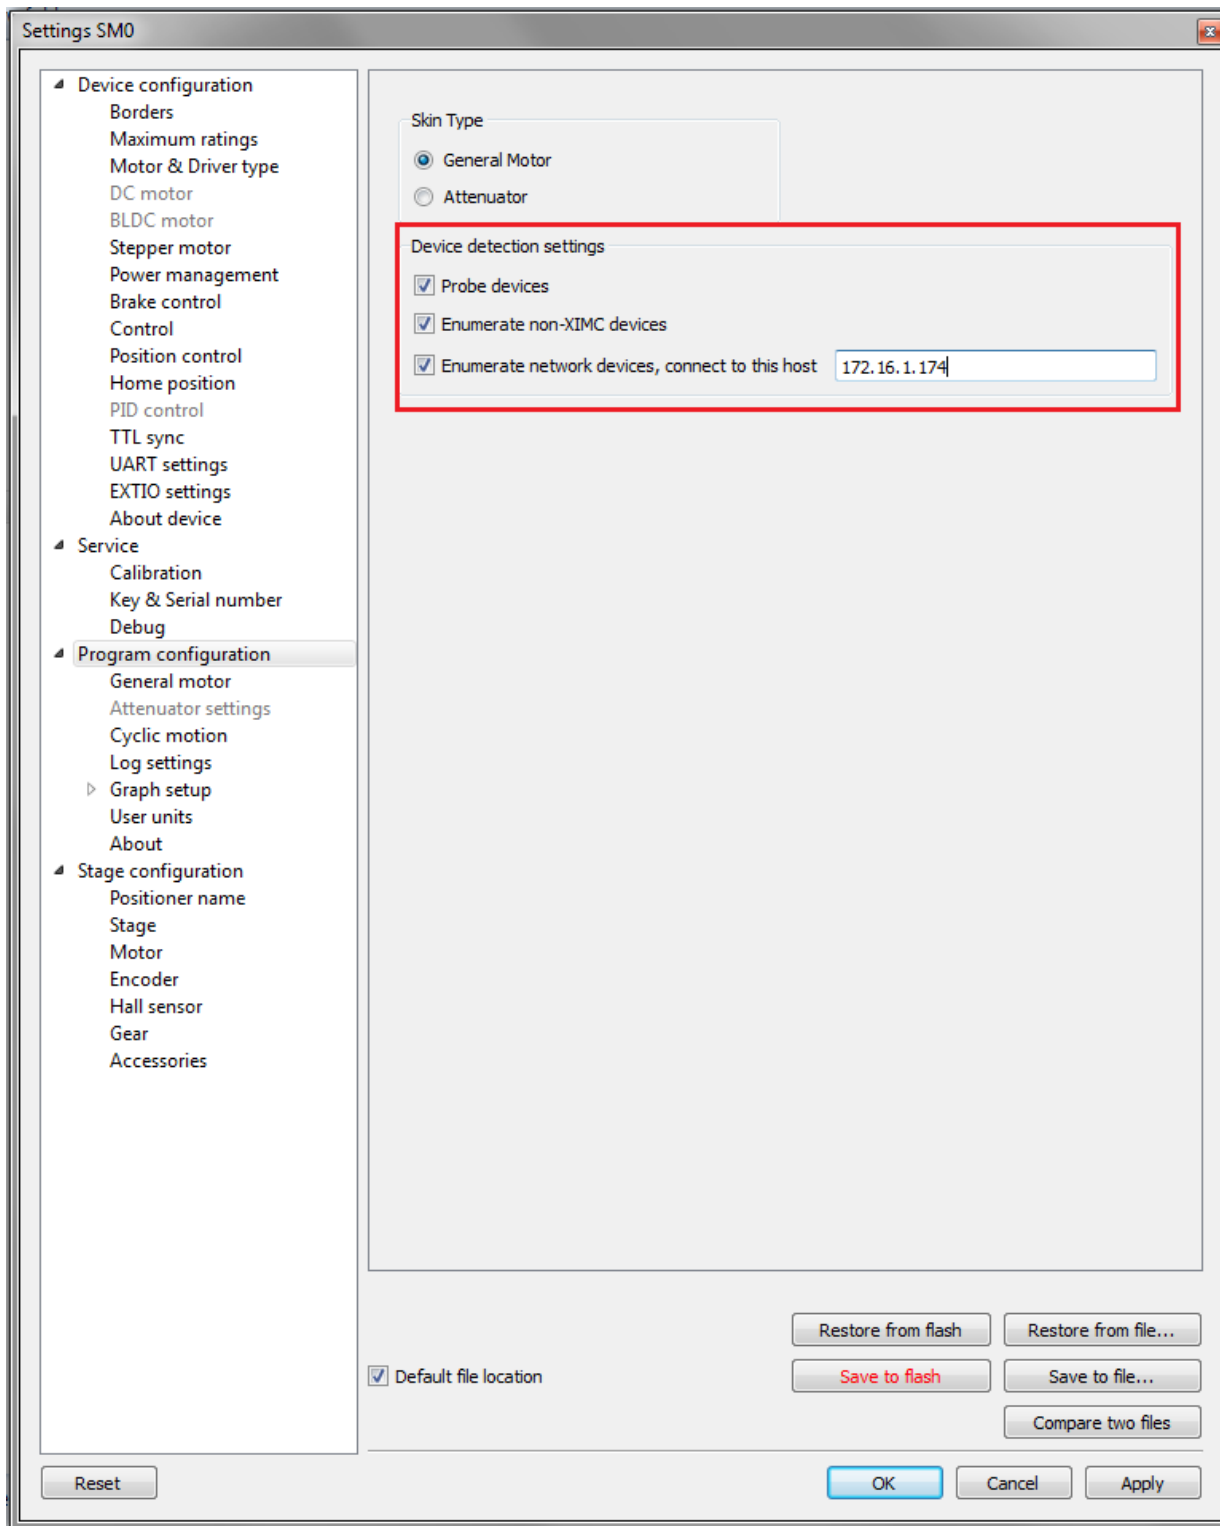 Settings SM0
Device configuration
Borders
Maximum ratings
Motor & Driver type
DC motor
BLDC motor
Stepper motor
Power management
Brake control
Control
Position control
Home position
PID control
TTL sync
UART settings
EXTIO settings
About device
Service
Calibration
Key & Serial number
Debug
Program configuration
General motor
Attenuator settings
Cyclic motion
Log settings
Graph setup
User units
About
Stage configuration
Positioner name
Stage
Motor
Encoder
Hall sensor
Gear
Accessories
Skin Type
General Motor
Attenuator
Device detection settings
Probe devices
Enumerate non-XIMC devices
Enumerate network devices, connect to this host 172.16.1.174
Restore from flash Restore from file...
Default file location Save to flash Save to file...
Compare two files
Reset OK Cancel Apply